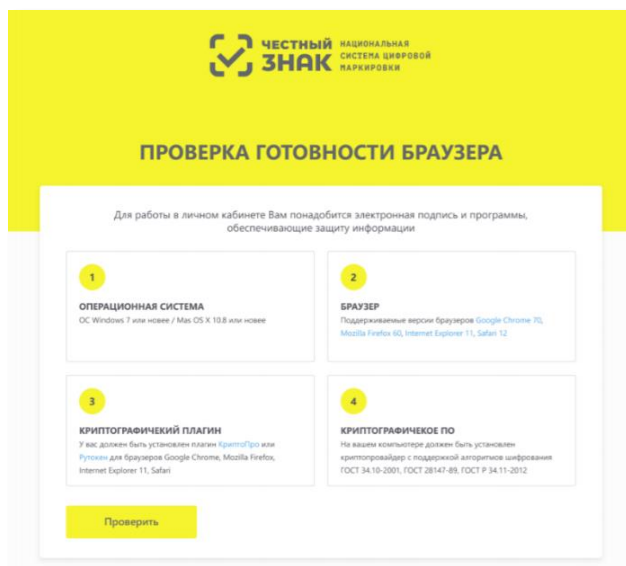 ЧЕСТНЫЙ
ЗНАК
НАЦИОНАЛЬНАЯ
СИСТЕМА ЦИФРОВОЙ
МАРКИРОВКИ
ПРОВЕРКА ГОТОВНОСТИ БРАУЗЕРА
Для работы в личном кабинете Вам понадобится электронная подпись и программы,
обеспечивающие защиту информации
1
ОПЕРАЦИОННАЯ СИСТЕМА
ОС Windows 7 или новее / Mac OS X 10.8 или новее
2
БРАУЗЕР
Поддерживаемые версии браузеров Google Chrome 70,
Mozilla Firefox 60, Internet Explorer 11, Safari 12
3
КРИПТОГРАФИЧЕКИЙ ПЛАГИН
У вас должен быть установлен плагин КриптоПро или
Рутокен для браузеров Google Chrome, Mozilla Firefox,
Internet Explorer 11, Safari
4
КРИПТОГРАФИЧЕКОЕ ПО
На вашем компьютере должен быть установлен
криптопровайдер с поддержкой алгоритмов шифрования
ГОСТ 34.10-2001, ГОСТ 28147-89, ГОСТ Р 34.11-2012
Проверить